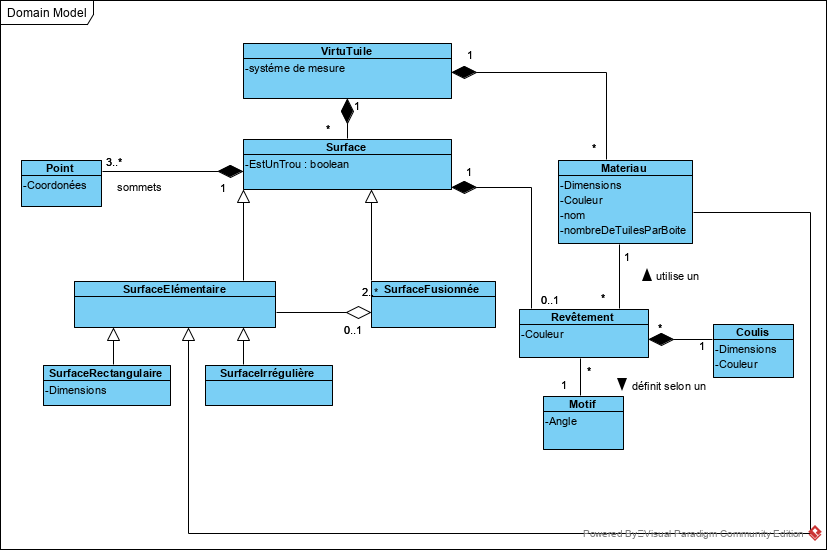 Domain Model
VirtuTuile
-systéme de mesure
1
1
*
*
Surface
-EstUnTrou : boolean
Point
-Coordonées
3..*
sommets
1
1
Materiau
-Dimensions
-Couleur
-nom
-nombreDeTuilesParBoite
1
utilise un
*
0..1
SurfaceElémentaire
2..*
SurfaceFusionnée
0..1
Revêtement
-Couleur
*
1
Coulis
-Dimensions
-Couleur
SurfaceRectangulaire
-Dimensions
SurfaceIrrégulière
*
1
définit selon un
Motif
-Angle
Powered By Visual Paradigm Community Edition